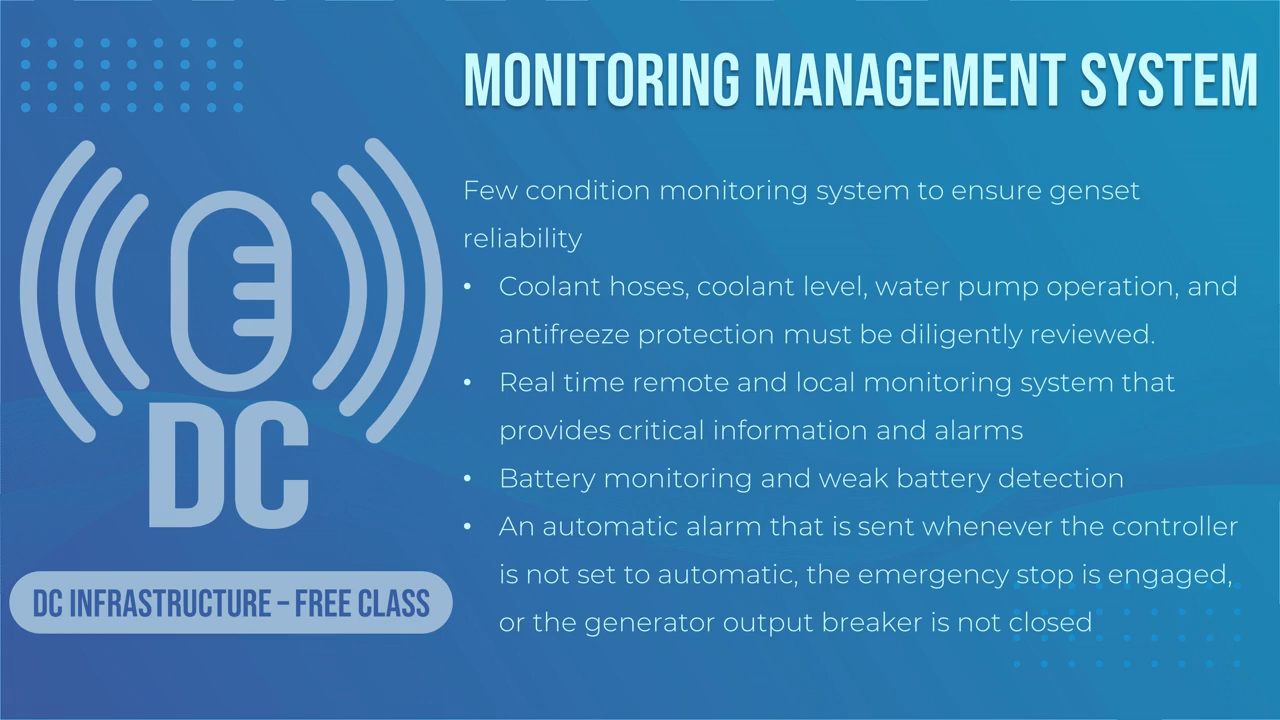 MONITORING MANAGEMENT SYSTEM
Few condition monitoring system to ensure genset
reliability
• Coolant hoses, coolant level, water pump operation, and
antifreeze protection must be diligently reviewed.
• Real time remote and local monitoring system that
provides critical information and alarms
• Battery monitoring and weak battery detection
• An automatic alarm that is sent whenever the controller
is not set to automatic, the emergency stop is engaged,
or the generator output breaker is not closed
DC
DC INFRASTRUCTURE – FREE CLASS